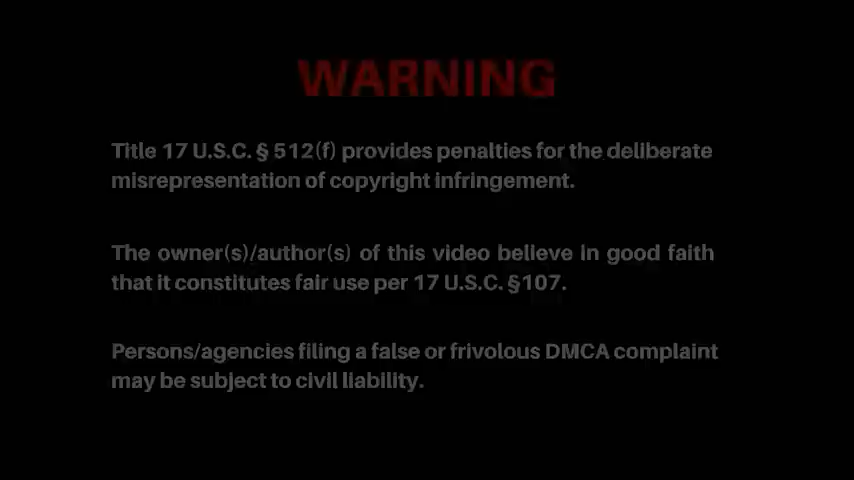 WARNING
Title 17 U.S.C. § 512(f) provides penalties for the deliberate
misrepresentation of copyright infringement.
The owner(s)/author(s) of this video believe in good faith
that it constitutes fair use per 17 U.S.C. §107.
Persons/agencies filing a false or frivolous DMCA complaint
may be subject to civil liability.